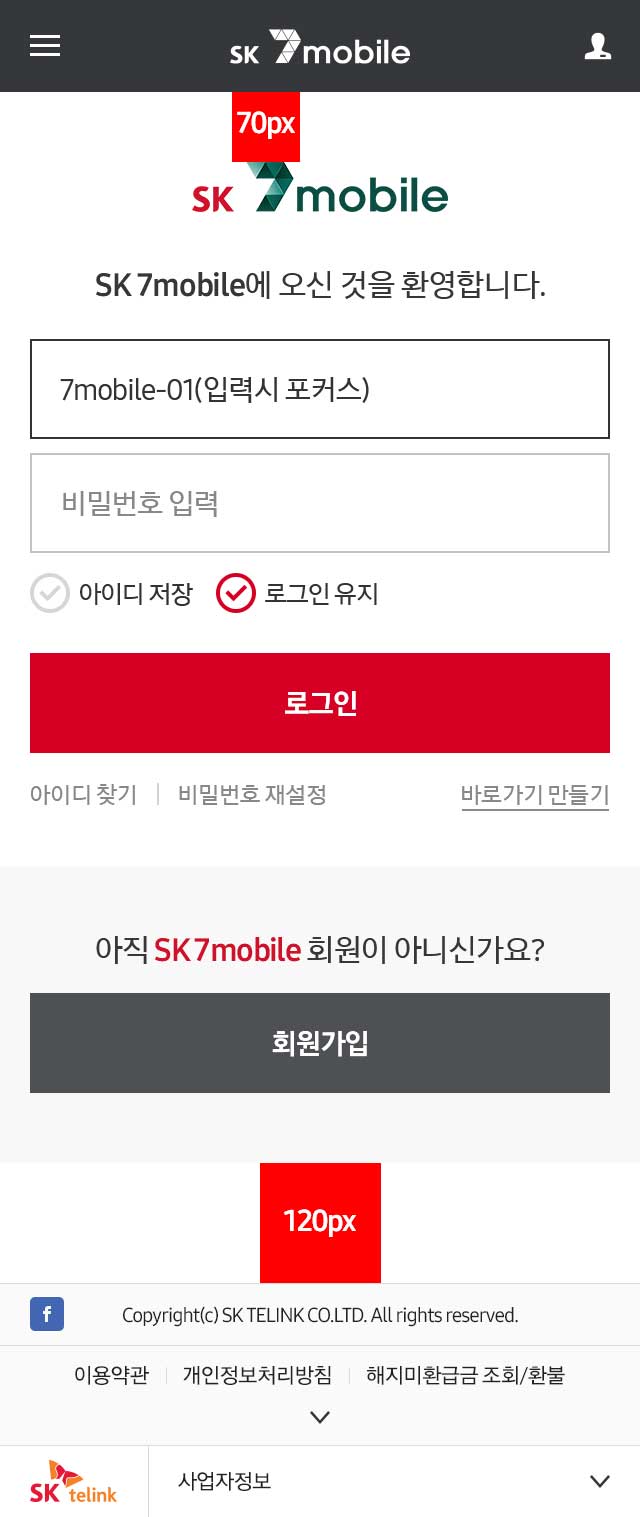 SK 7mobile
70px
SK 7mobile
SK 7mobile에 오신 것을 환영합니다.
7mobile-01(입력시 포커스)
비밀번호 입력
아이디 저장 로그인 유지
로그인
아이디 찾기 비밀번호 재설정 바로가기 만들기
아직 SK 7mobile 회원이 아니신가요?
회원가입
120px
f Copyright(c) SK TELINK CO.LTD. All rights reserved.
이용약관 개인정보처리방침 해지미환급금 조회/환불
SK telink 사업자정보